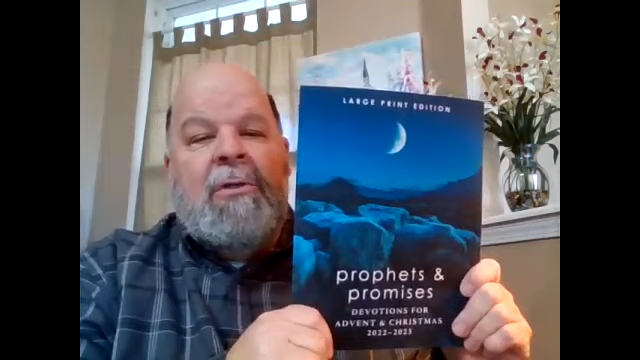 LARGE PRINT EDITION
prophets &
promises
DEVOTIONS FOR
ADVENT & CHRISTMAS
2022–2023